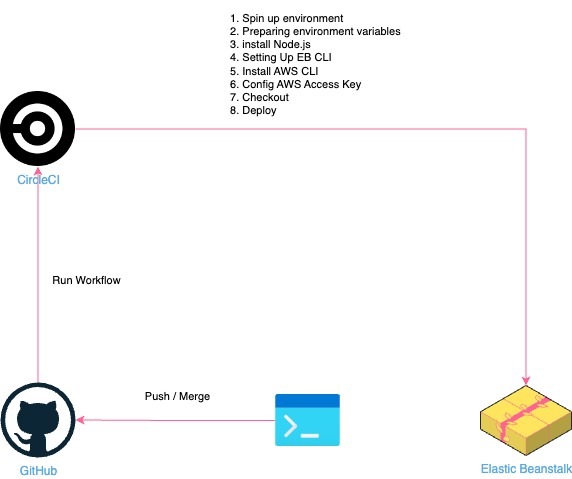 1. Spin up environment
2. Preparing environment variables
3. install Node.js
4. Setting Up EB CLI
5. Install AWS CLI
6. Config AWS Access Key
7. Checkout
8. Deploy
CircleCI
Run Workflow
Push / Merge
GitHub
Elastic Beanstalk